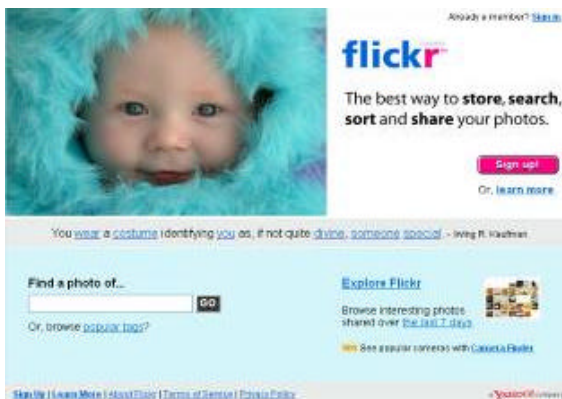 Already a member? Sign in
flickr
The best way to store, search,
sort and share your photos.
Sign up!
Or, learn more
You wear a costume identifying you as, if not quite divine, someone special. - Irving R. Kaufman
Find a photo of...
GO
Or, browse popular tags?
Explore Flickr
Browse interesting photos
shared over the last 7 days
See popular cameras with Camera Finder
Sign Up | Learn More | About Flickr | Terms of Service | Privacy Policy
a YAHOO! company